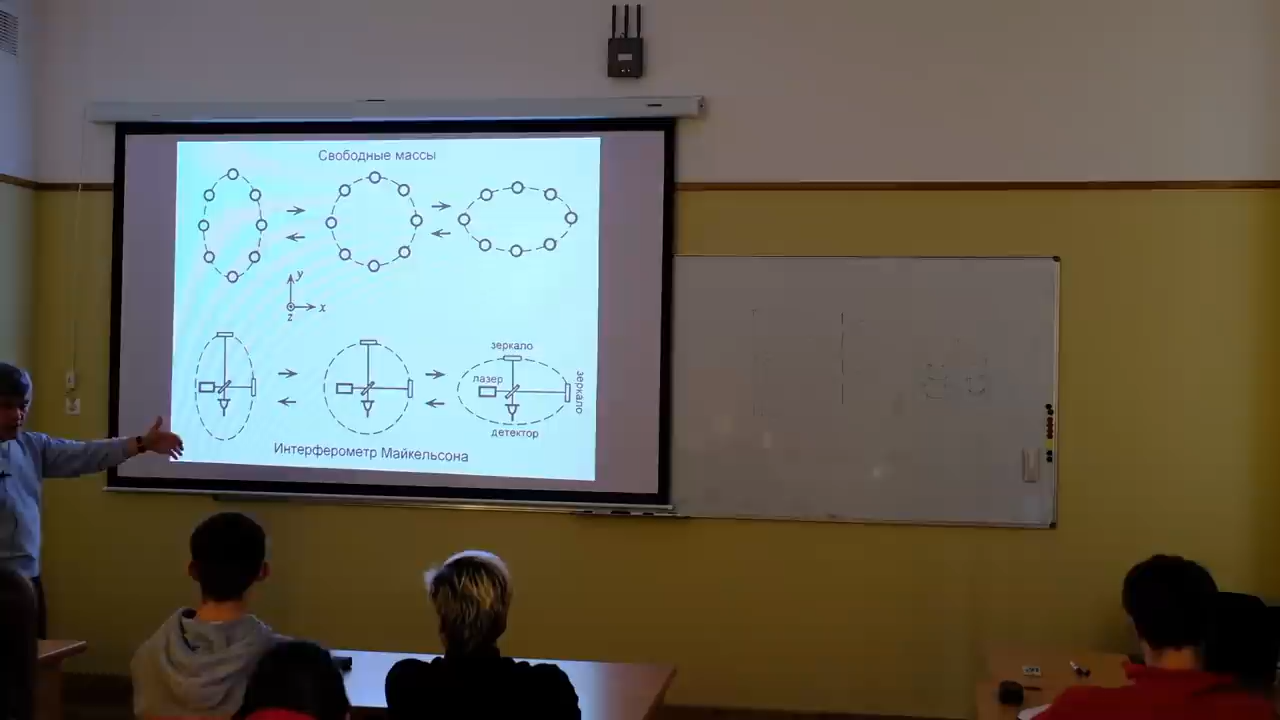 Свободные массы
y
x
z
зеркало
лазер
зеркало
детектор
Интерферометр Майкельсона